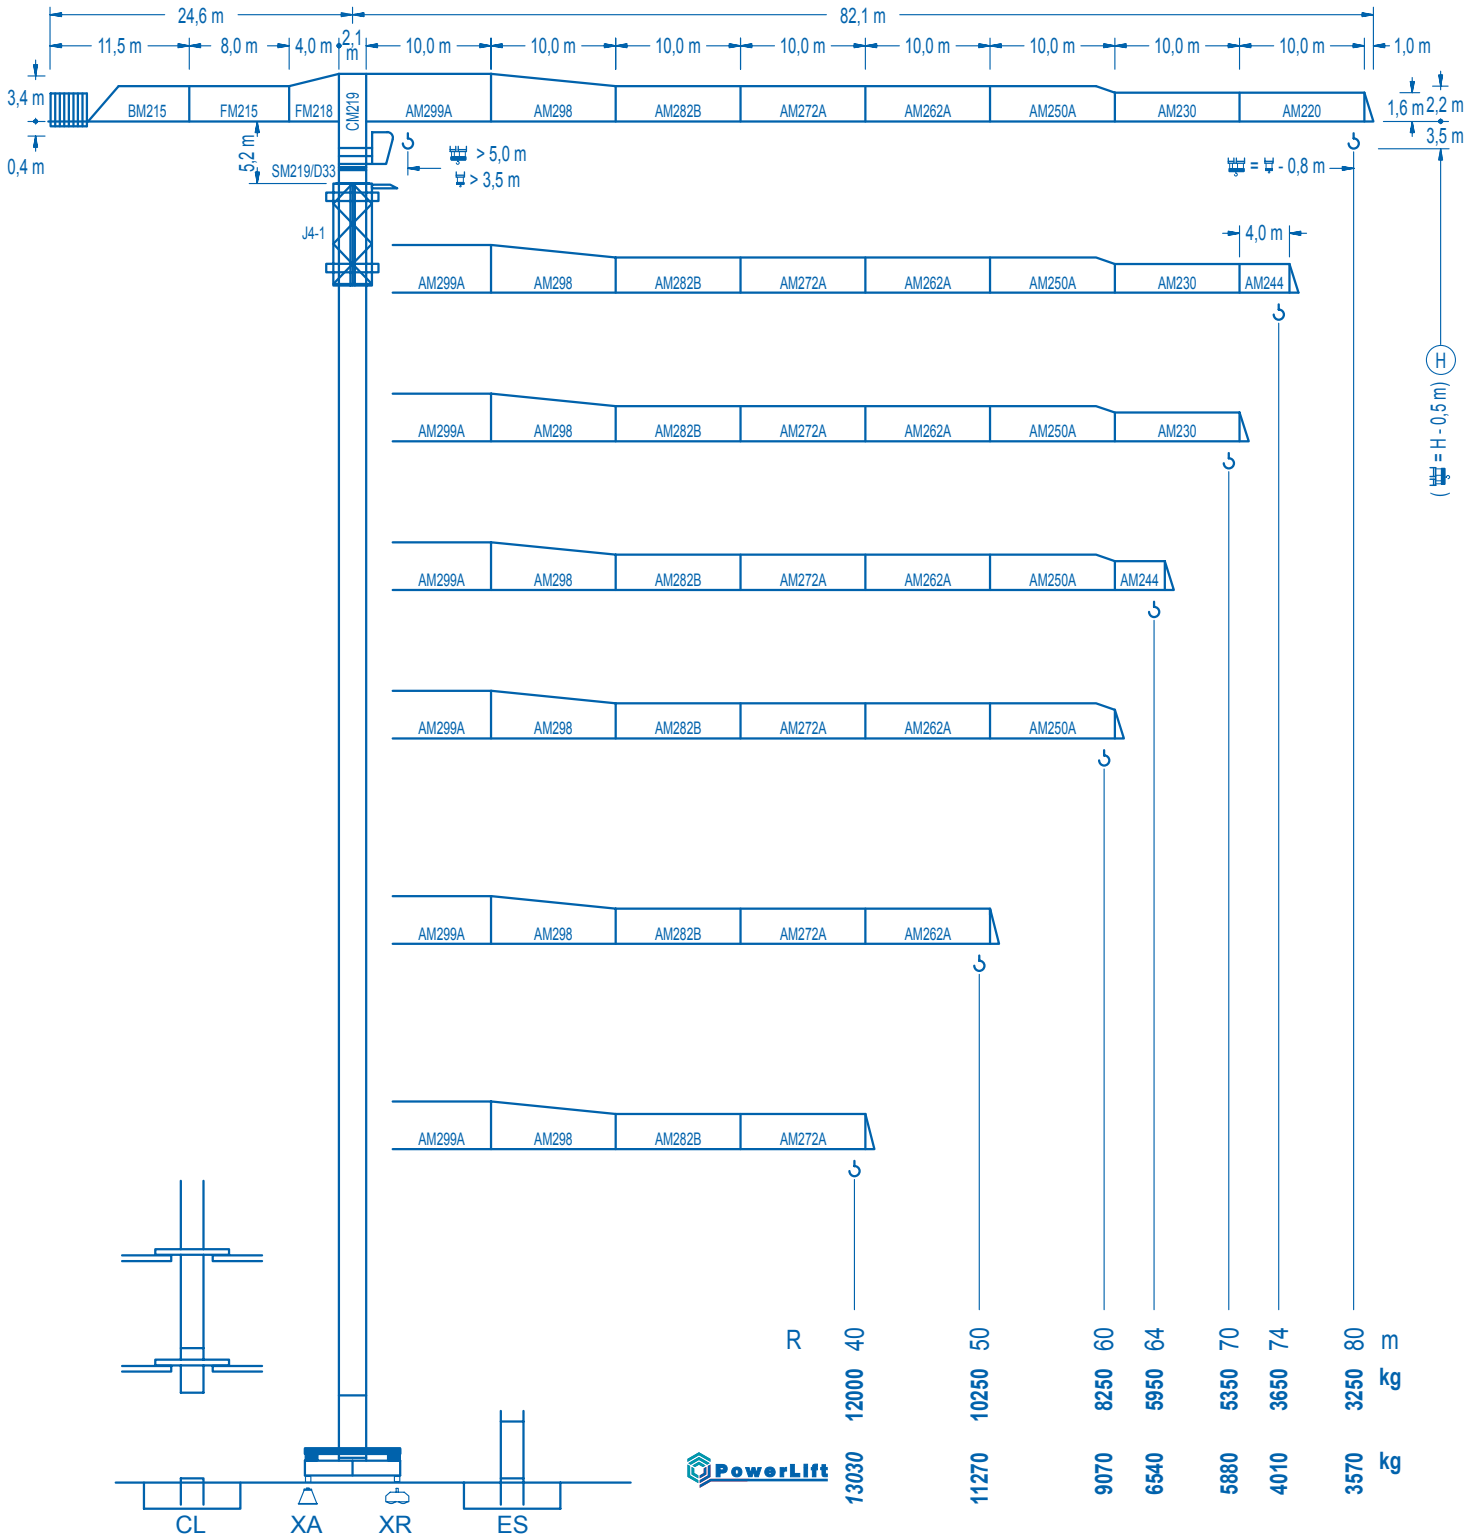 24,6 m 82,1 m
11,5 m 8,0 m 4,0 m 2,1 m 10,0 m 10,0 m 10,0 m 10,0 m 10,0 m 10,0 m 10,0 m 10,0 m 1,0 m
3,4 m BM215 FM215 FM218 CM219 AM299A AM298 AM282B AM272A AM262A AM250A AM230 AM220 1,6 m 2,2 m
0,4 m 5,2 m 3,5 m
> 5,0 m
SM219/D33 > 3,5 m = - 0,8 m
J4-1 4,0 m
AM299A AM298 AM282B AM272A AM262A AM250A AM230 AM244
H
( = H - 0,5 m)
AM299A AM298 AM282B AM272A AM262A AM250A AM230
AM299A AM298 AM282B AM272A AM262A AM250A AM244
AM299A AM298 AM282B AM272A AM262A AM250A
AM299A AM298 AM282B AM272A AM262A
AM299A AM298 AM282B AM272A
R 40 50 60 64 70 74 80 m
12000 10250 8250 5950 5350 3650 3250 kg
PowerLift 13030 11270 9070 6540 5880 4010 3570 kg
CL XA XR ES